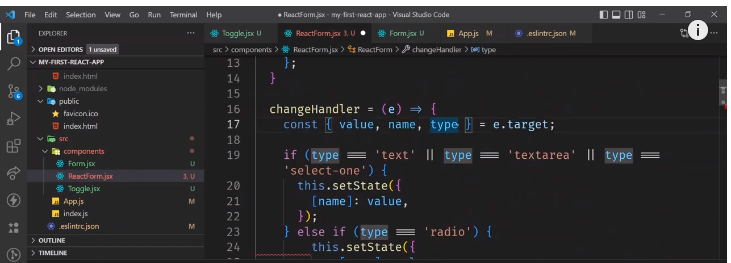 File Edit Selection View Go Run Terminal Help
● ReactForm.jsx - my-first-react-app - Visual Studio Code
EXPLORER ···
OPEN EDITORS 1 unsaved
MY-FIRST-REACT-APP
index.html
node_modules
public
favicon.ico
index.html
src
components
Form.jsx U
ReactForm.jsx 3, U
Toggle.jsx U
App.js M
index.js
.eslintrc.json M
OUTLINE
TIMELINE
Toggle.jsx U ReactForm.jsx 3, U ● Form.jsx U App.js M .eslintrc.json M
src > components > ReactForm.jsx > ReactForm > changeHandler > type
13 };
14 }
15
16 changeHandler = (e) => {
17 const { value, name, type } = e.target;
18
19 if (type === 'text' || type === 'textarea' || type ===
'select-one') {
20 this.setState({
21 [name]: value,
22 });
23 } else if (type === 'radio') {
24 this.setState({